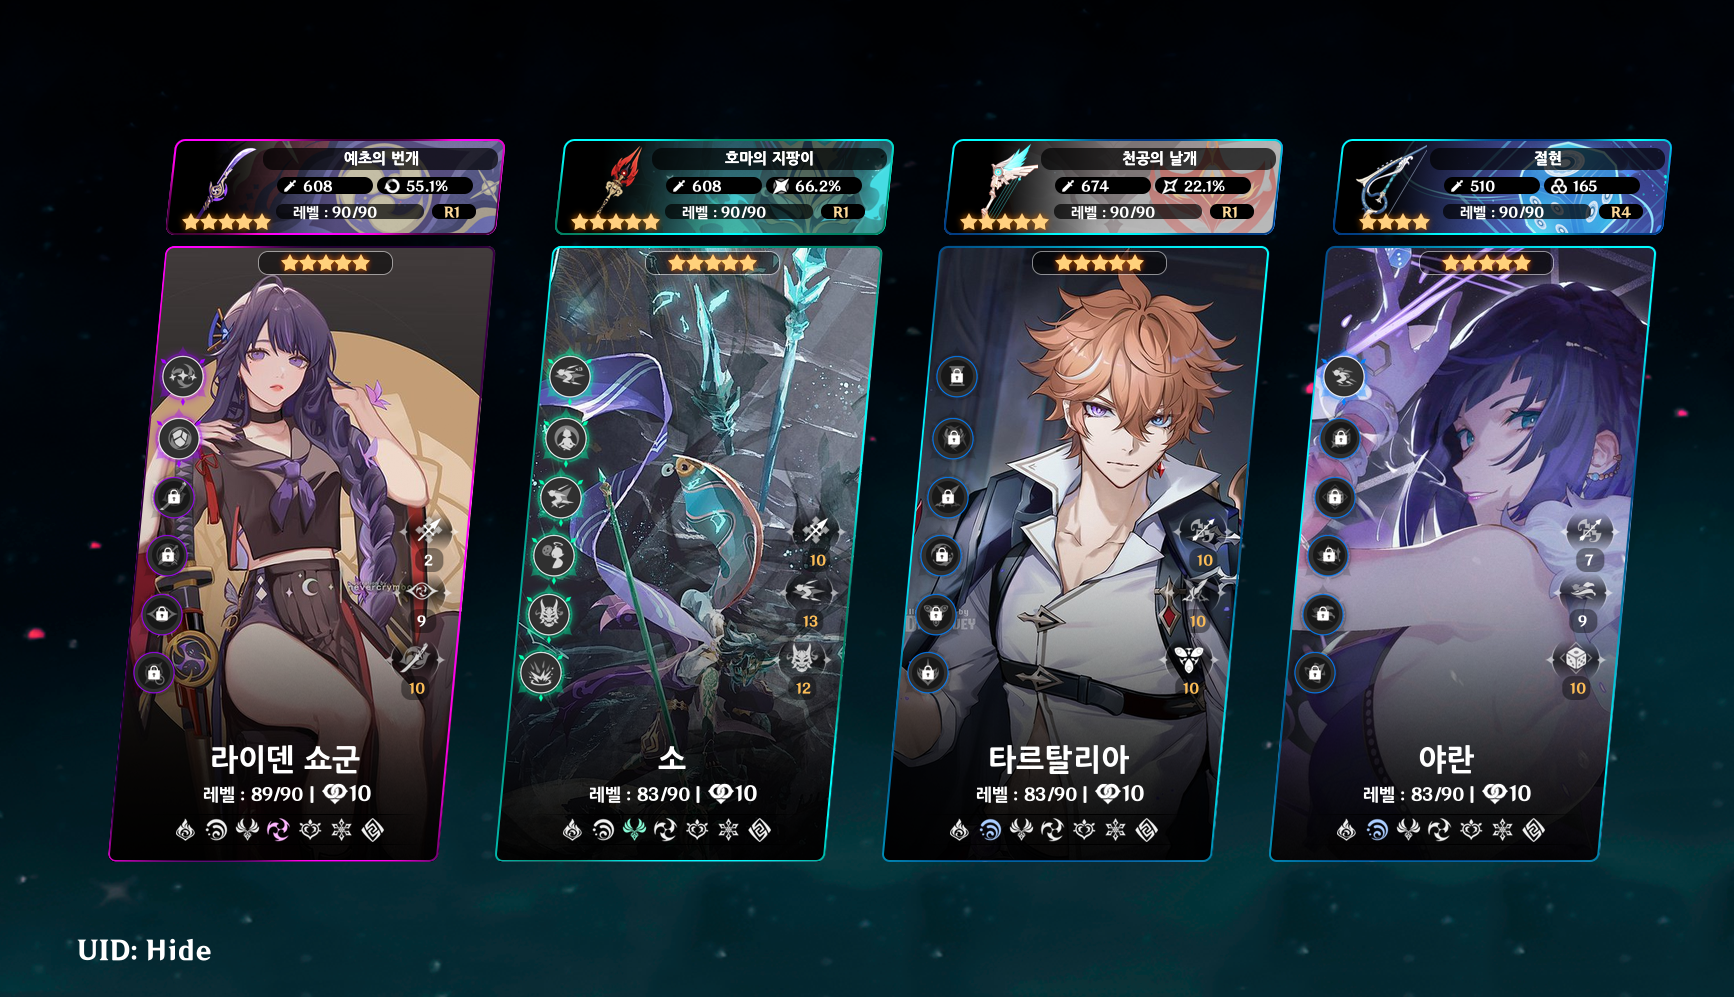 예초의 번개
608 55.1%
레벨 : 90/90 R1
2
9
10
라이덴 쇼군
레벨 : 89/90 | 10
호마의 지팡이
608 66.2%
레벨 : 90/90 R1
10
13
12
소
레벨 : 83/90 | 10
천공의 날개
674 22.1%
레벨 : 90/90 R1
10
10
10
타르탈리아
레벨 : 83/90 | 10
절현
510 165
레벨 : 90/90 R4
7
9
10
야란
레벨 : 83/90 | 10
UID: Hide